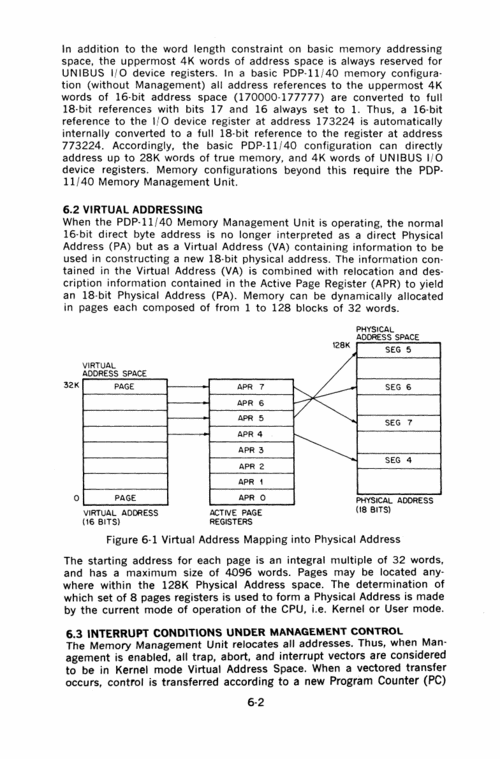 In addition to the word length constraint on basic memory addressing
space, the uppermost 4K words of address space is always reserved for
UNIBUS I/O device registers. In a basic PDP-11/40 memory configura-
tion (without Management) all address references to the uppermost 4K
words of 16-bit address space (170000-177777) are converted to full
18-bit references with bits 17 and 16 always set to 1. Thus, a 16-bit
reference to the I/O device register at address 173224 is automatically
internally converted to a full 18-bit reference to the register at address
773224. Accordingly, the basic PDP-11/40 configuration can directly
address up to 28K words of true memory, and 4K words of UNIBUS I/O
device registers. Memory configurations beyond this require the PDP-
11/40 Memory Management Unit.
6.2 VIRTUAL ADDRESSING
When the PDP-11/40 Memory Management Unit is operating, the normal
16-bit direct byte address is no longer interpreted as a direct Physical
Address (PA) but as a Virtual Address (VA) containing information to be
used in constructing a new 18-bit physical address. The information con-
tained in the Virtual Address (VA) is combined with relocation and des-
cription information contained in the Active Page Register (APR) to yield
an 18-bit Physical Address (PA). Memory can be dynamically allocated
in pages each composed of from 1 to 128 blocks of 32 words.
PHYSICAL
ADDRESS SPACE
128K
SEG 5
VIRTUAL
ADDRESS SPACE
32K
PAGE
APR 7
SEG 6
APR 6
APR 5
SEG 7
APR 4
APR 3
SEG 4
APR 2
APR 1
0
PAGE
APR 0
PHYSICAL ADDRESS
(18 BITS)
VIRTUAL ADDRESS
(16 BITS)
ACTIVE PAGE
REGISTERS
Figure 6-1 Virtual Address Mapping into Physical Address
The starting address for each page is an integral multiple of 32 words,
and has a maximum size of 4096 words. Pages may be located any-
where within the 128K Physical Address space. The determination of
which set of 8 pages registers is used to form a Physical Address is made
by the current mode of operation of the CPU, i.e. Kernel or User mode.
6.3 INTERRUPT CONDITIONS UNDER MANAGEMENT CONTROL
The Memory Management Unit relocates all addresses. Thus, when Man-
agement is enabled, all trap, abort, and interrupt vectors are considered
to be in Kernel mode Virtual Address Space. When a vectored transfer
occurs, control is transferred according to a new Program Counter (PC)
6-2